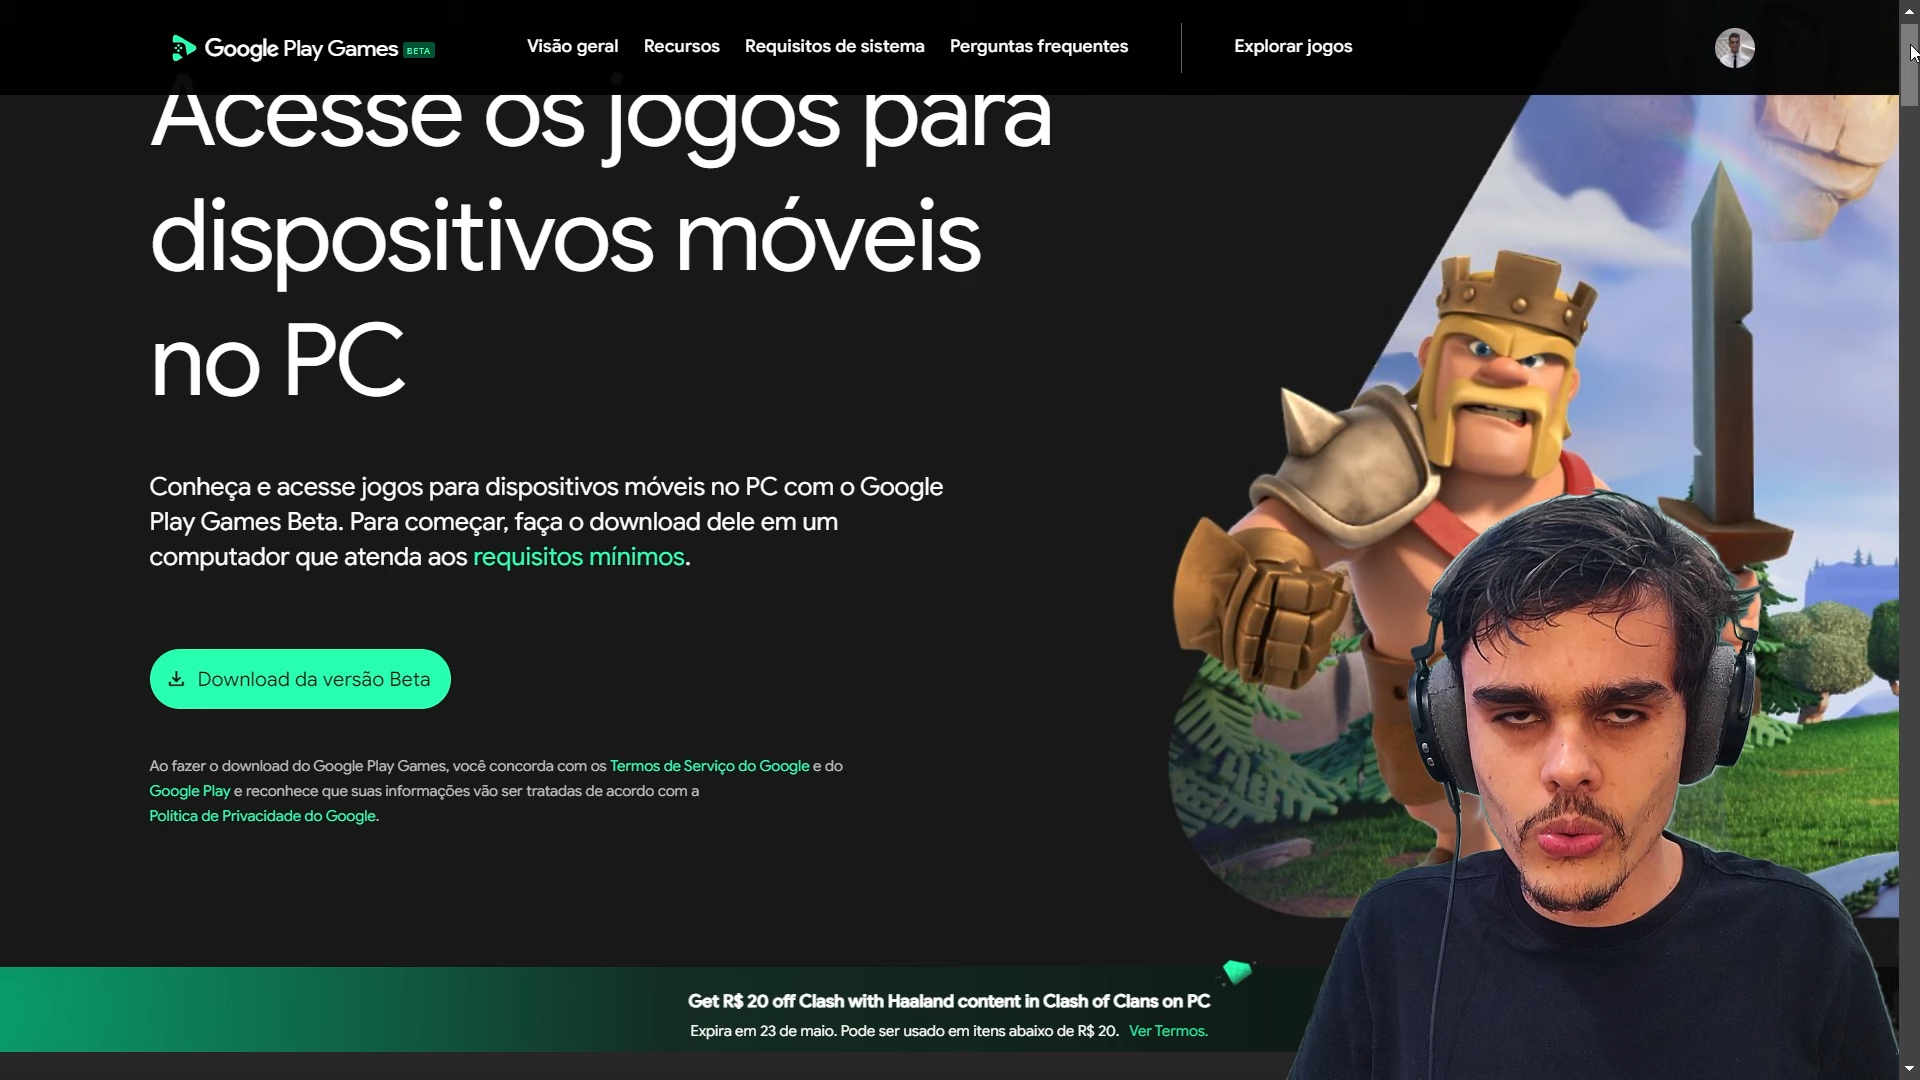 Google Play Games BETA
Visão geral
Recursos
Requisitos de sistema
Perguntas frequentes
Explorar jogos
Acesse os jogos para
dispositivos móveis
no PC
Conheça e acesse jogos para dispositivos móveis no PC com o Google
Play Games Beta. Para começar, faça o download dele em um
computador que atenda aos requisitos mínimos.
Download da versão Beta
Ao fazer o download do Google Play Games, você concorda com os Termos de Serviço do Google e do
Google Play e reconhece que suas informações vão ser tratadas de acordo com a
Política de Privacidade do Google.
Get R$ 20 off Clash with Haaland content in Clash of Clans on PC
Expira em 23 de maio. Pode ser usado em itens abaixo de R$ 20. Ver Termos.